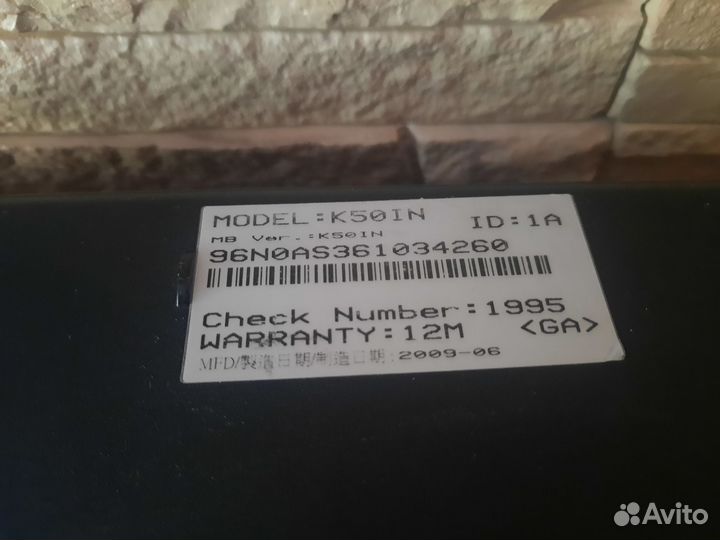 MODEL:K50IN ID:1A
MB Ver.:K50IN
96N0AS361034260
Check Number:1995
WARRANTY:12M <GA>
MFD/製造日期/制造日期:2009-06
Avito